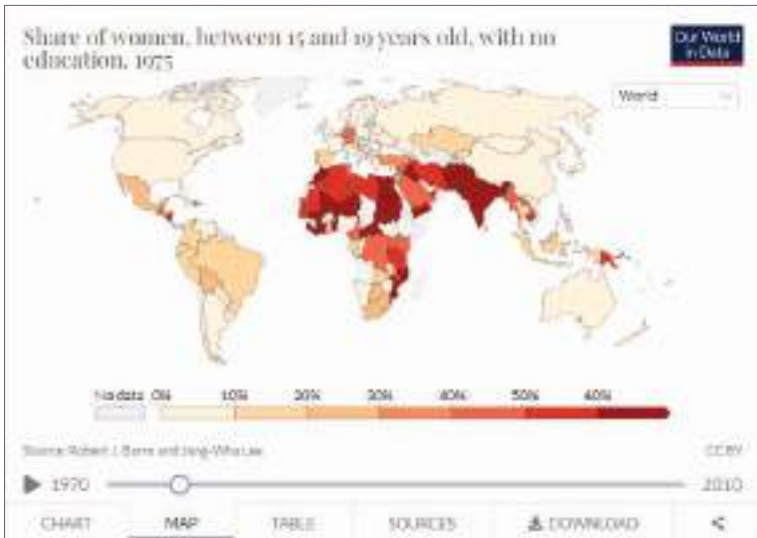 Share of women, between 15 and 19 years old, with no
education, 1975
Our World
in Data
World
No data 0% 10% 20% 30% 40% 50% 60%
Source: Robert J. Barro and Jong-Wha Lee
CC BY
1970
2010
CHART MAP TABLE SOURCES DOWNLOAD